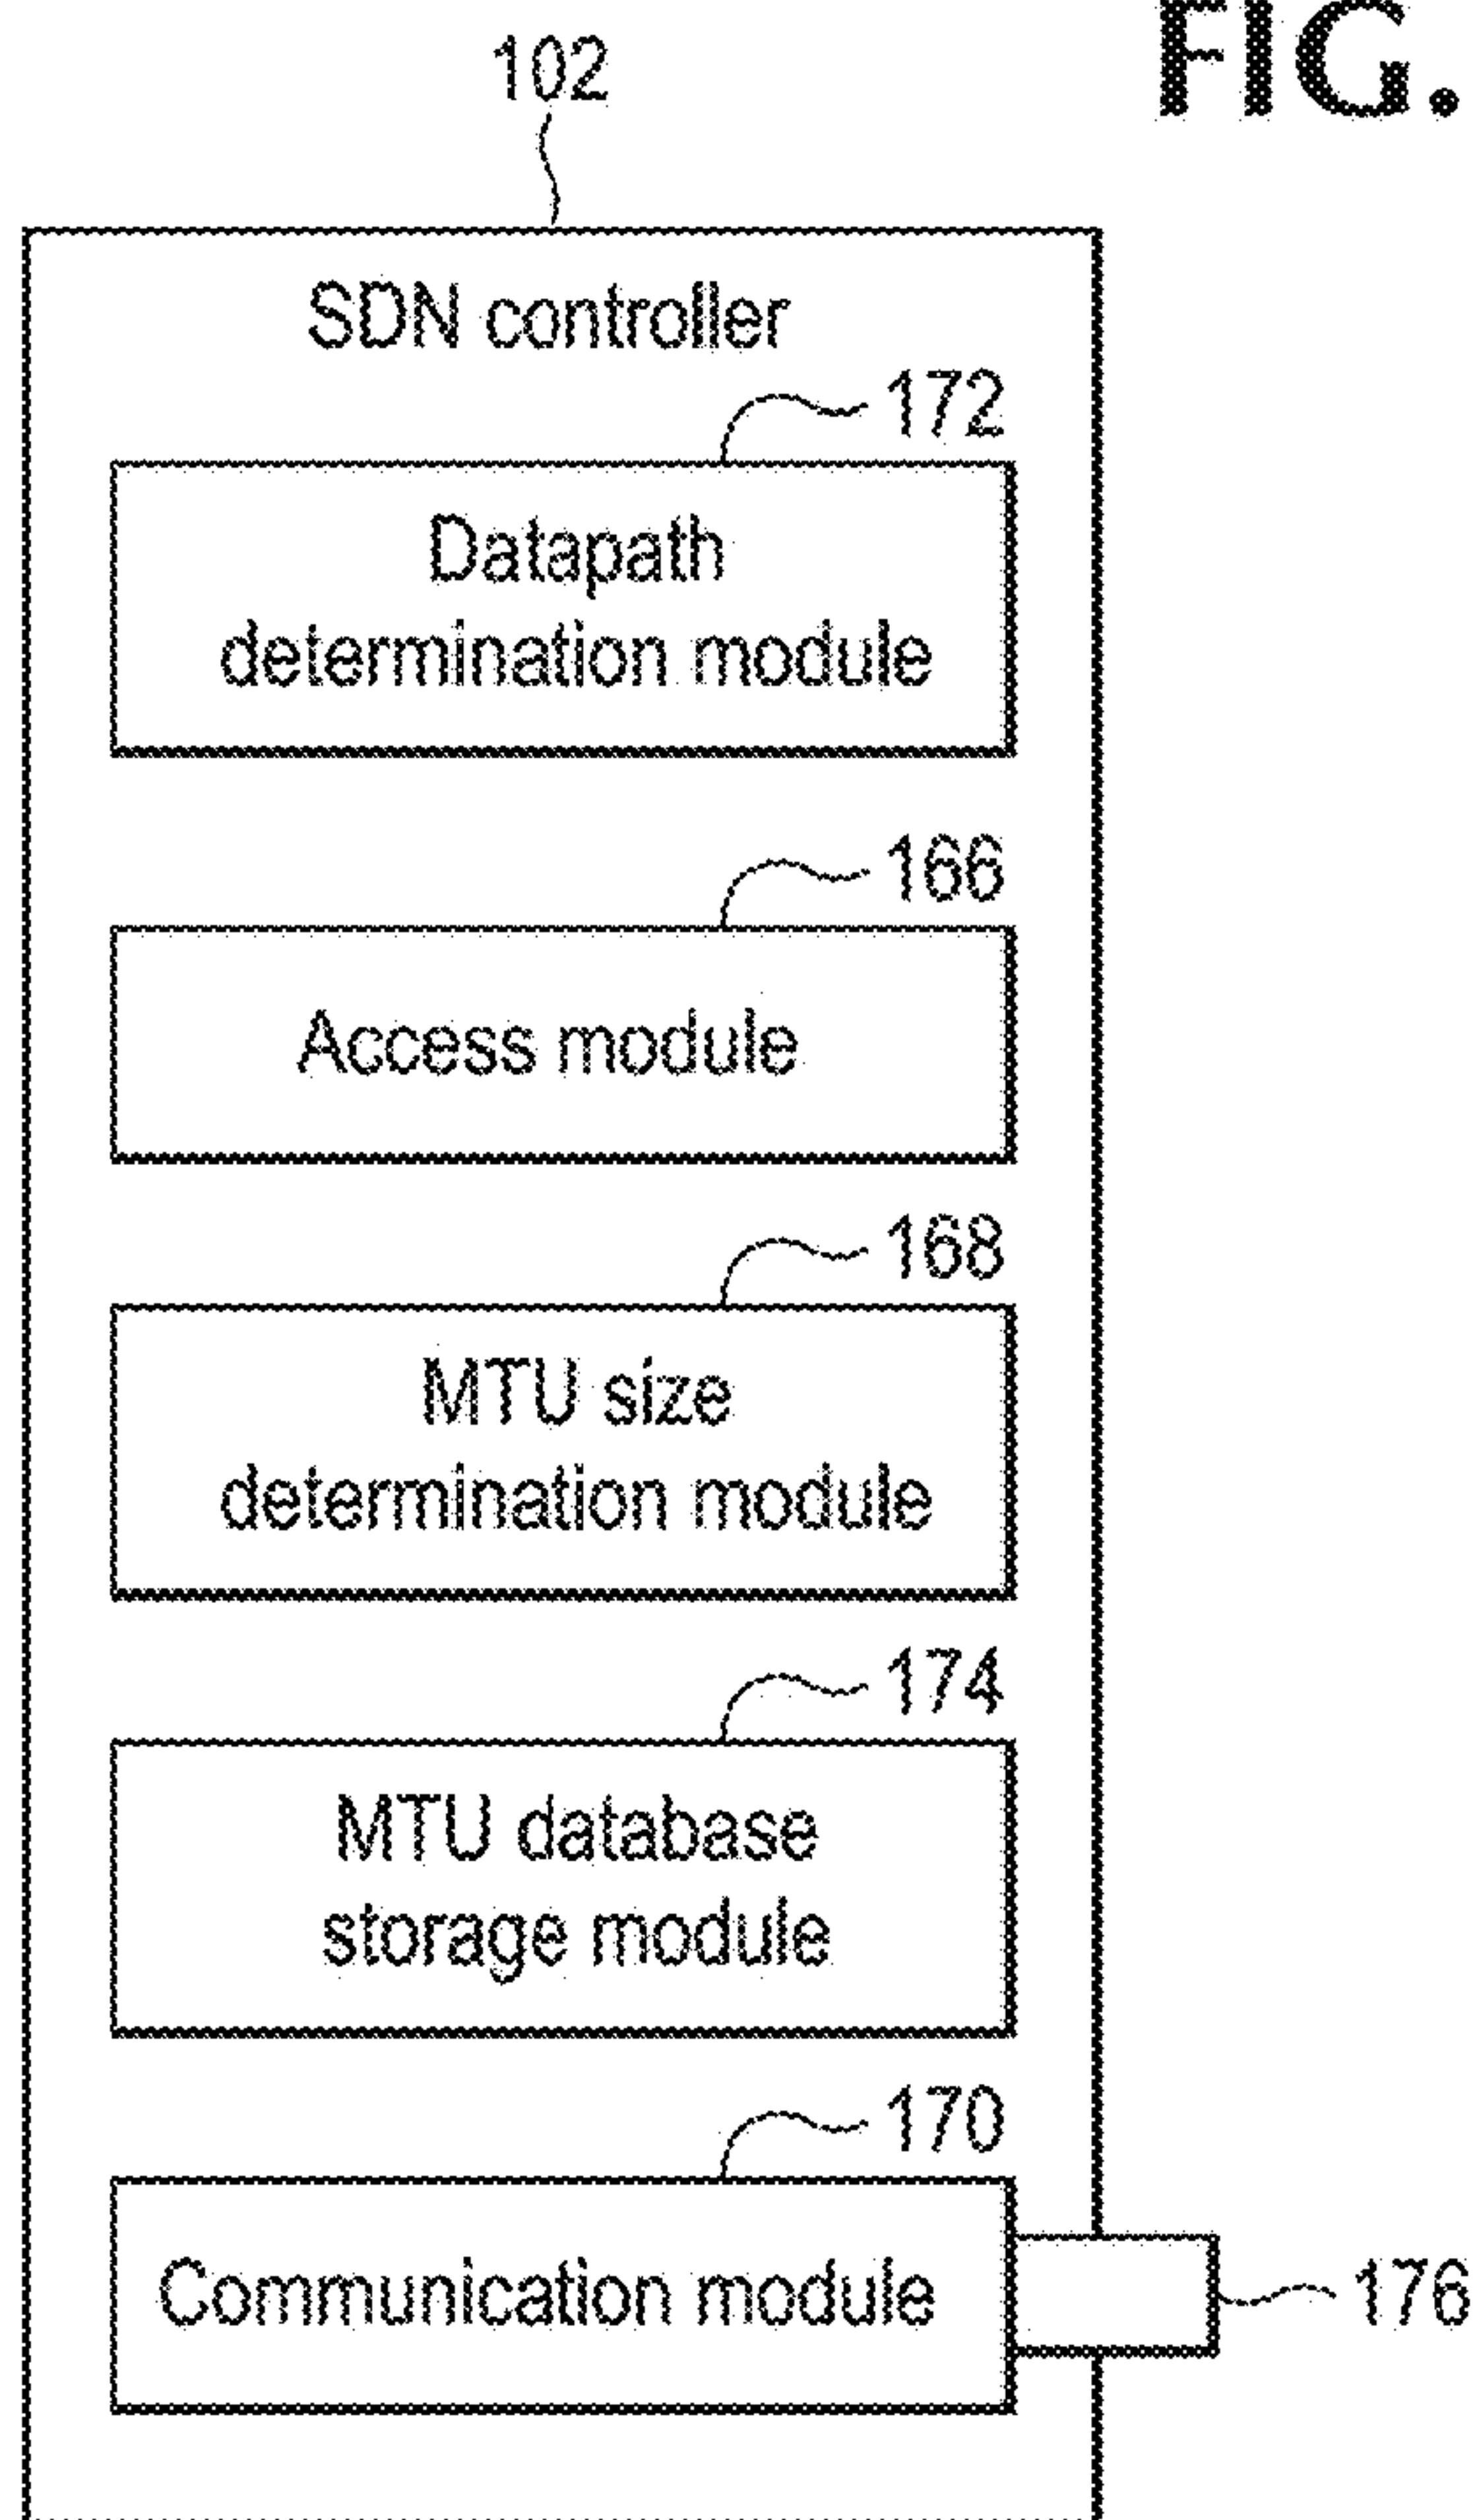 FIG.
102
SDN controller
172
Datapath
determination module
166
Access module
168
MTU size
determination module
174
MTU database
storage module
170
Communication module
176